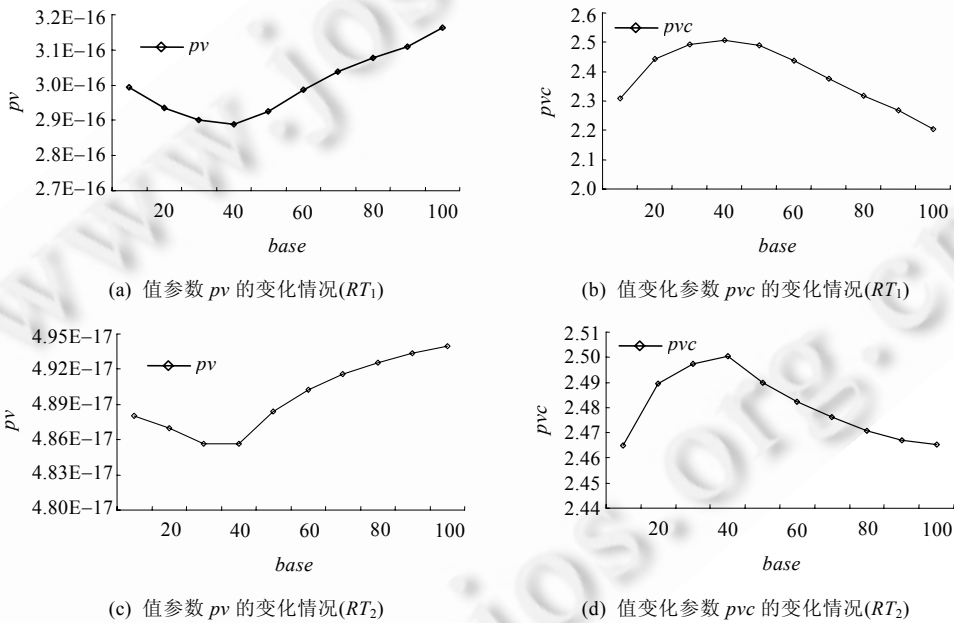 3.2E−16
3.1E−16
3.0E−16
2.9E−16
2.8E−16
2.7E−16
pv
pv
20 40 60 80 100
base
(a) 值参数 pv 的变化情况(RT1)
2.6
2.5
2.4
2.3
2.2
2.1
2.0
pvc
pvc
20 40 60 80 100
base
(b) 值变化参数 pvc 的变化情况(RT1)
4.95E−17
4.92E−17
4.89E−17
4.86E−17
4.83E−17
4.80E−17
pv
pv
20 40 60 80 100
base
(c) 值参数 pv 的变化情况(RT2)
2.51
2.50
2.49
2.48
2.47
2.46
2.45
2.44
pvc
pvc
20 40 60 80 100
base
(d) 值变化参数 pvc 的变化情况(RT2)